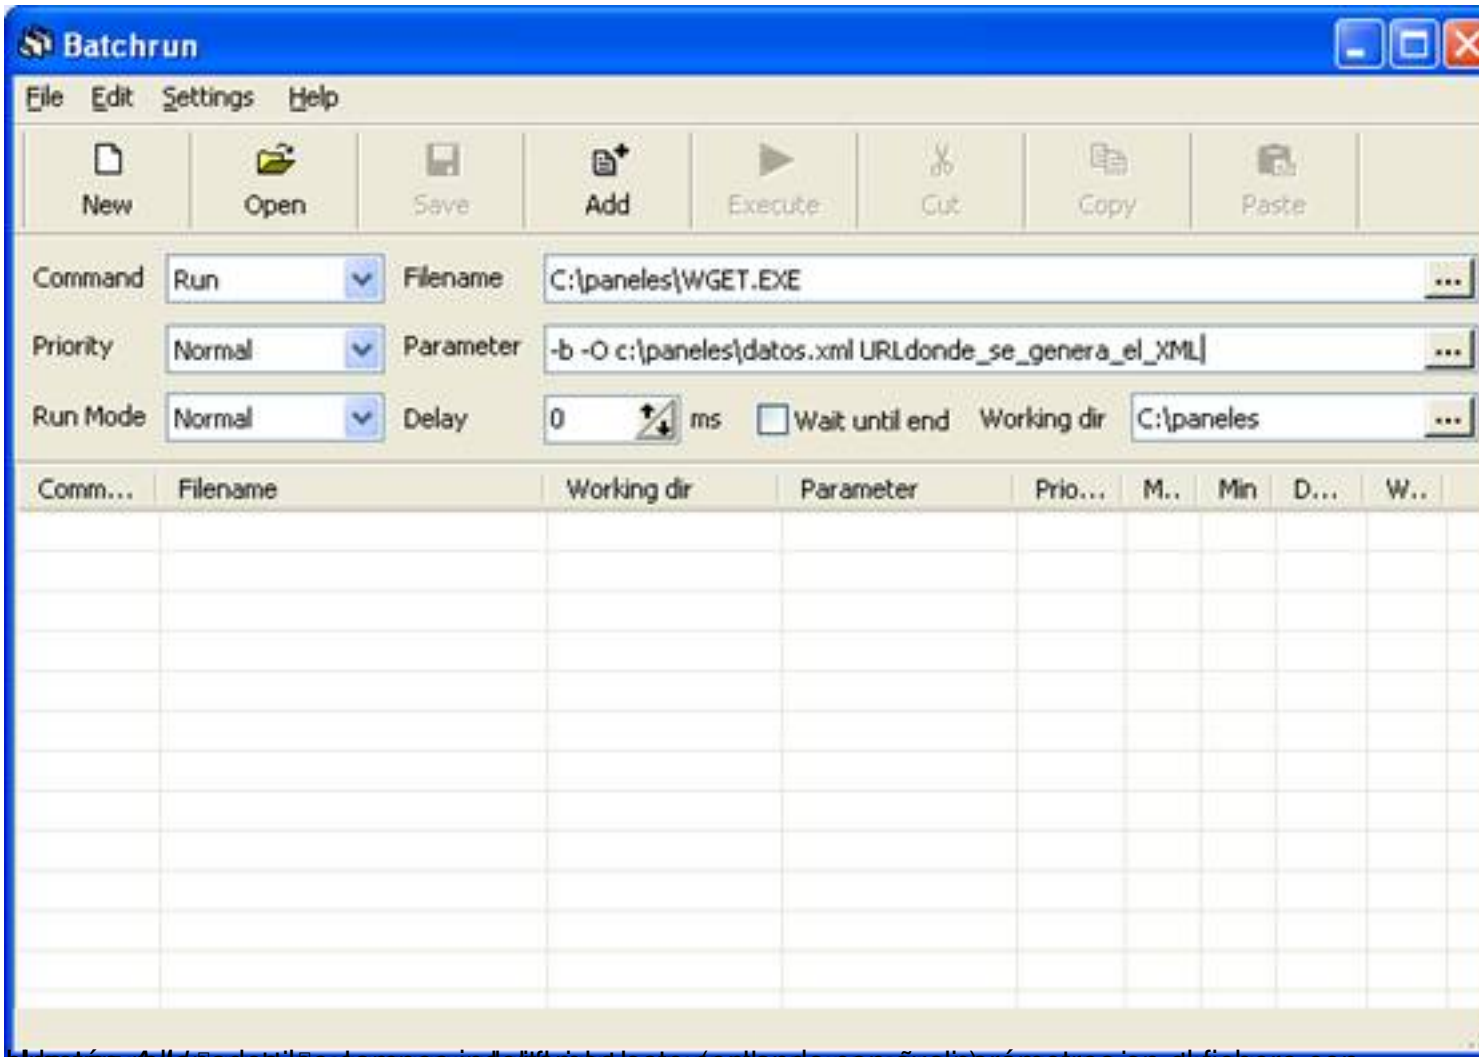 Batchrun
File Edit Settings Help
New Open Save Add Execute Cut Copy Paste
Command Run Filename C:\paneles\WGET.EXE ...
Priority Normal Parameter -b -O c:\paneles\datos.xml URLdonde_se_genera_el_XML ...
Run Mode Normal Delay 0 ms Wait until end Working dir C:\paneles ...
Comm... Filename Working dir Parameter Prio... M.. Min D... W..